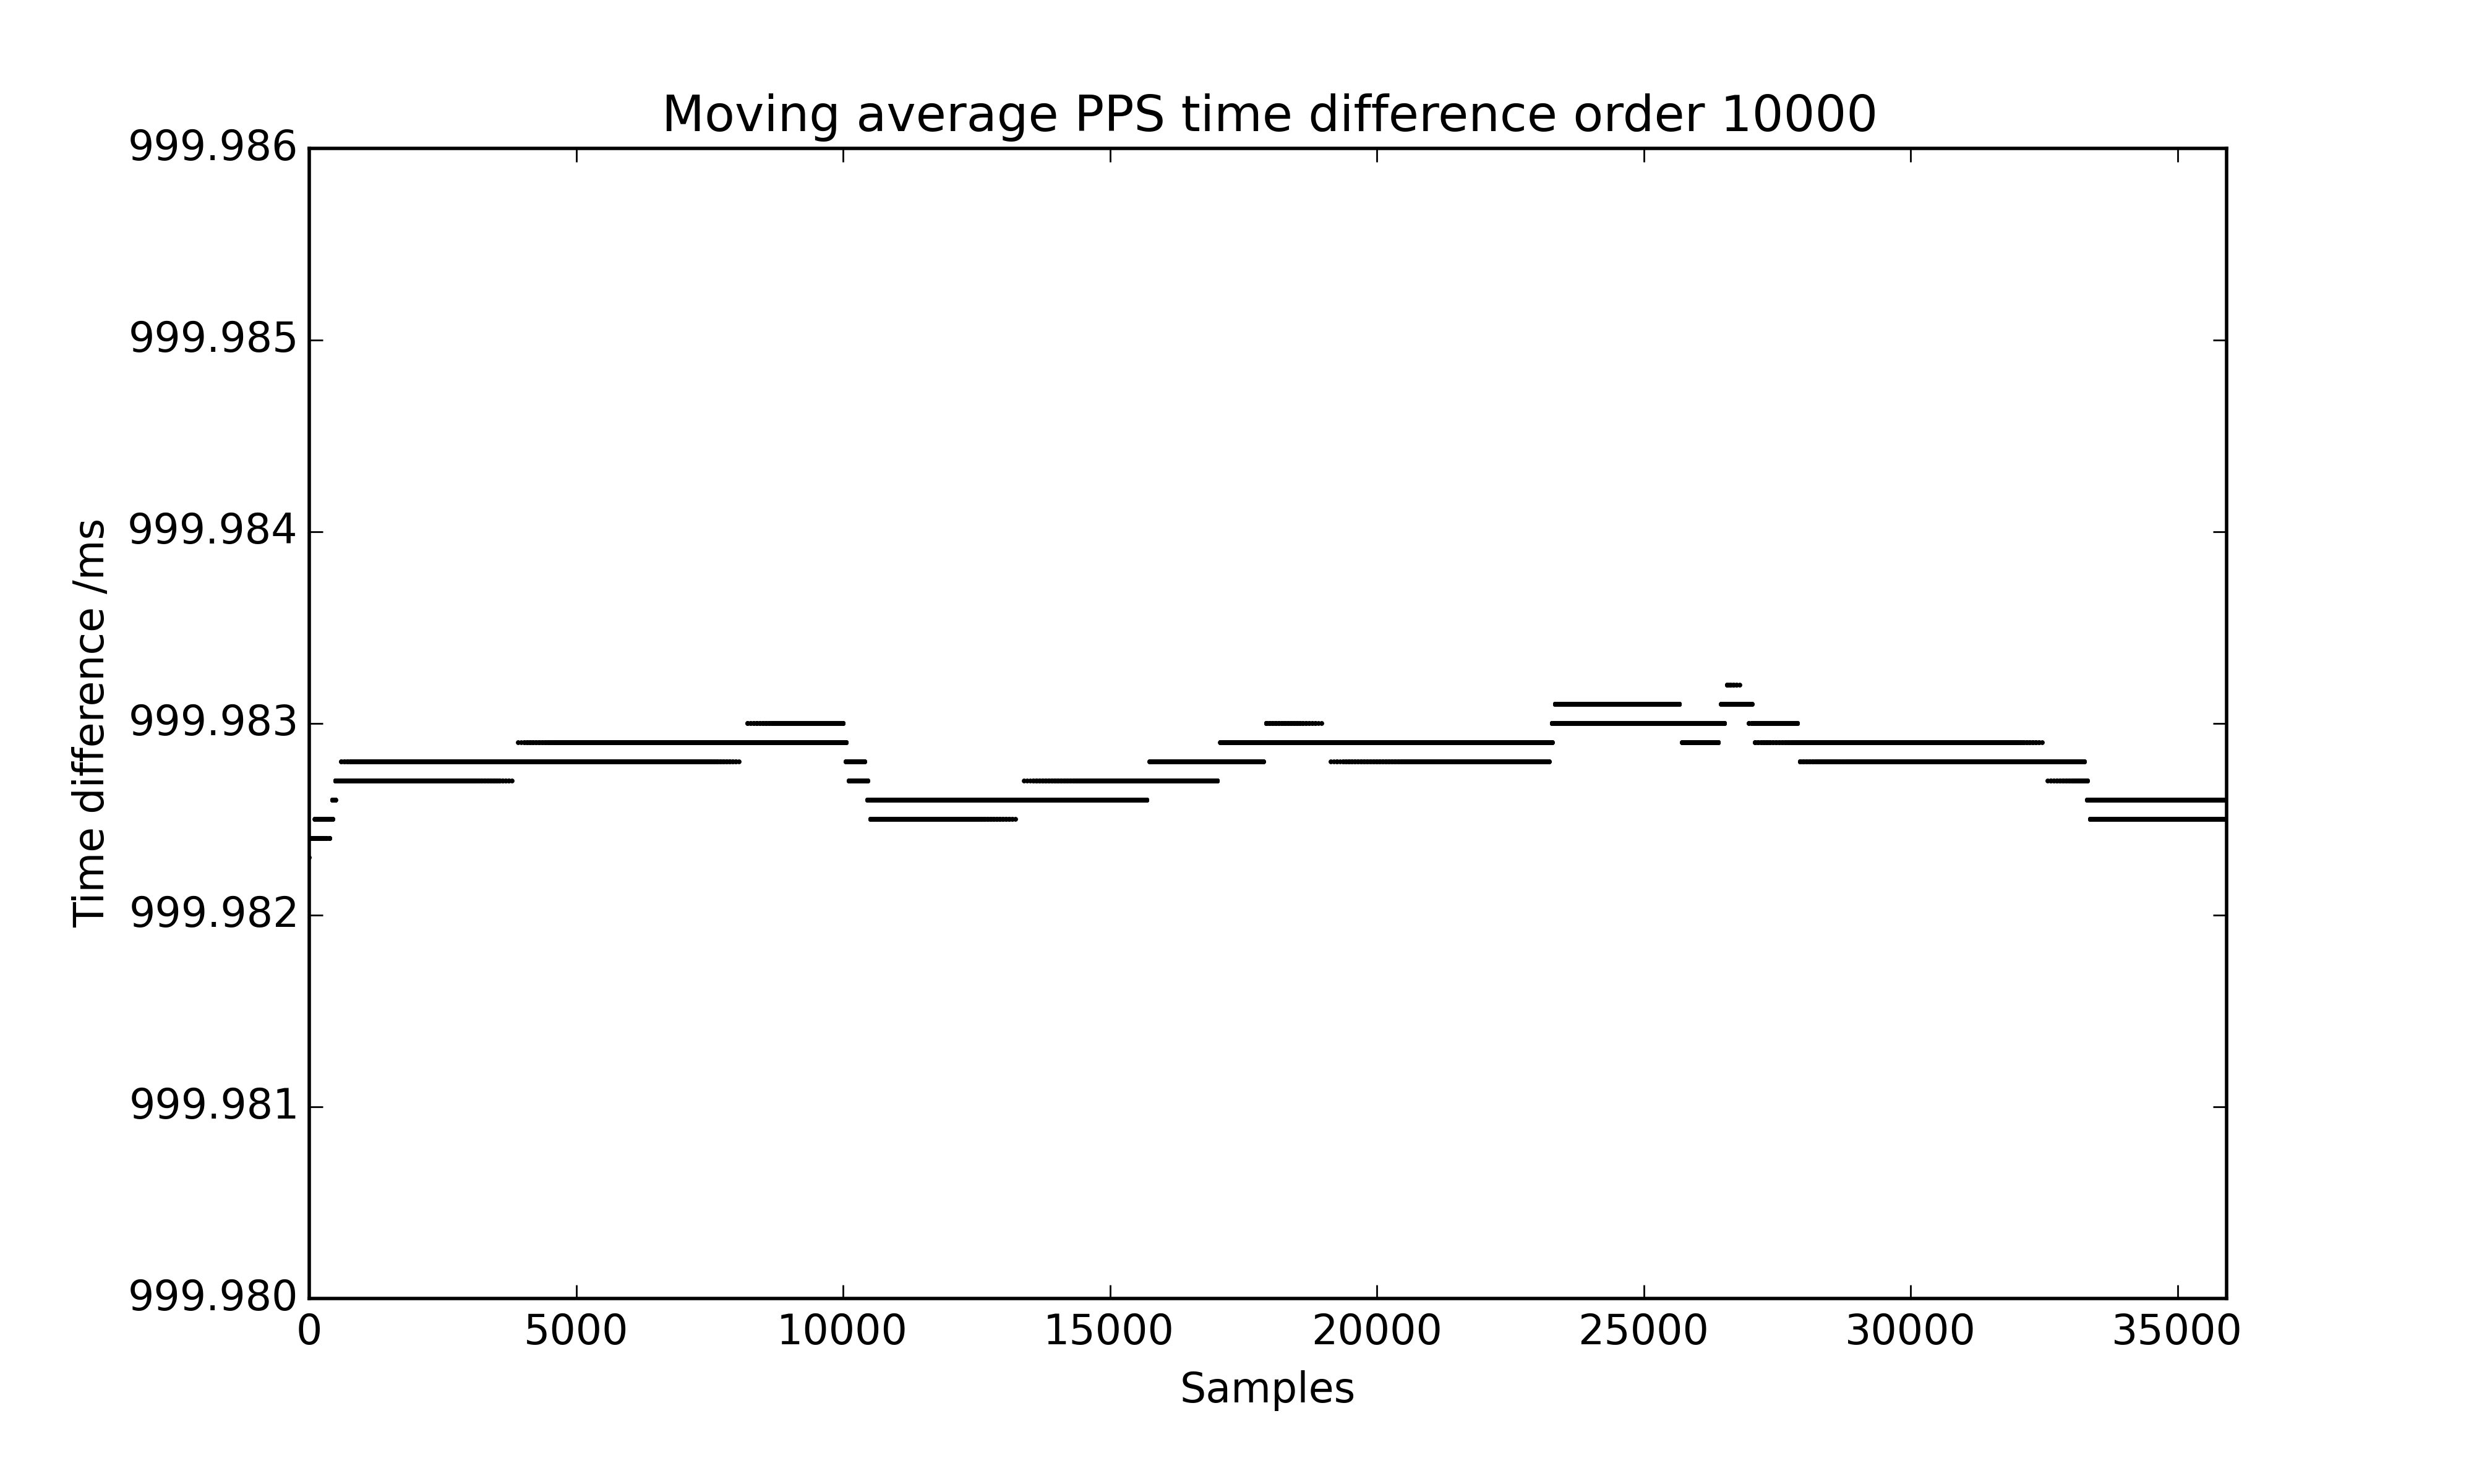 Moving average PPS time difference order 10000
999.986
999.985
999.984
999.983
999.982
999.981
999.980
Time difference /ms
0 5000 10000 15000 20000 25000 30000 35000
Samples